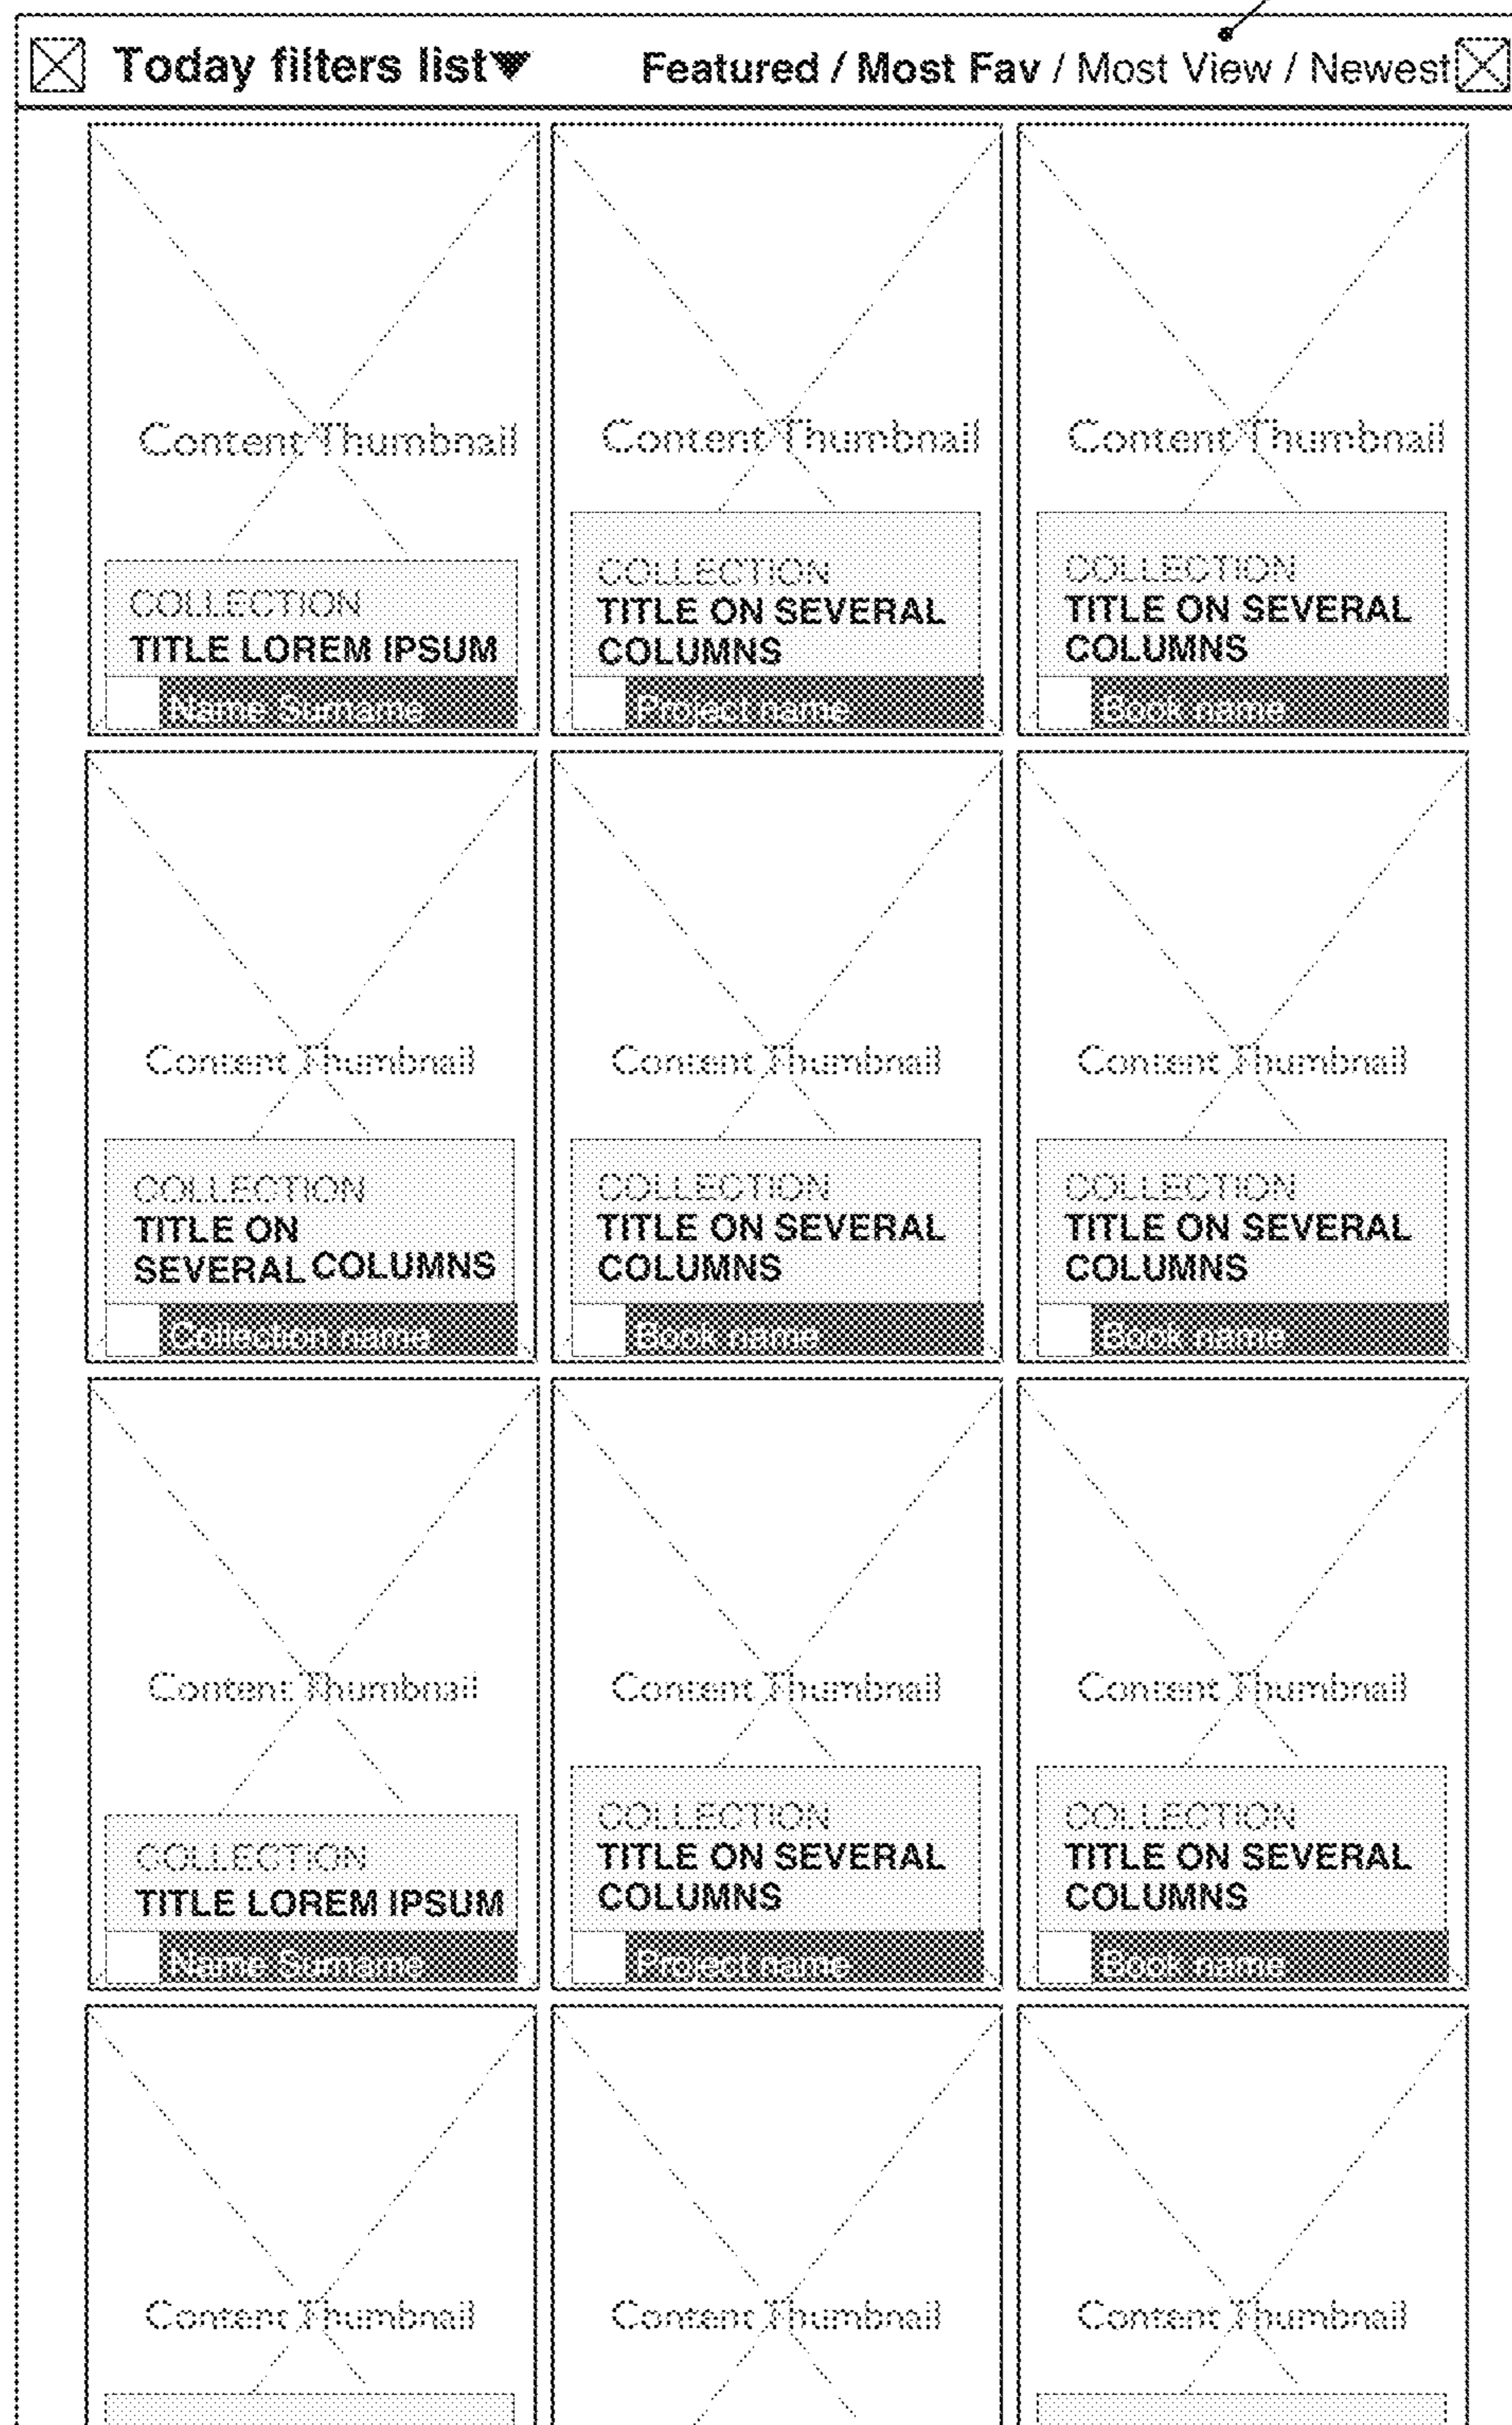 Today filters list
Featured / Most Fav / Most View / Newest
Content Thumbnail
COLLECTION
TITLE LOREM IPSUM
Name Surname
Content Thumbnail
COLLECTION
TITLE ON SEVERAL
COLUMNS
Project name
Content Thumbnail
COLLECTION
TITLE ON SEVERAL
COLUMNS
Book name
Content Thumbnail
COLLECTION
TITLE ON
SEVERAL COLUMNS
Collection name
Content Thumbnail
COLLECTION
TITLE ON SEVERAL
COLUMNS
Book name
Content Thumbnail
COLLECTION
TITLE ON SEVERAL
COLUMNS
Book name
Content Thumbnail
COLLECTION
TITLE LOREM IPSUM
Name Surname
Content Thumbnail
COLLECTION
TITLE ON SEVERAL
COLUMNS
Project name
Content Thumbnail
COLLECTION
TITLE ON SEVERAL
COLUMNS
Book name
Content Thumbnail
Content Thumbnail
Content Thumbnail